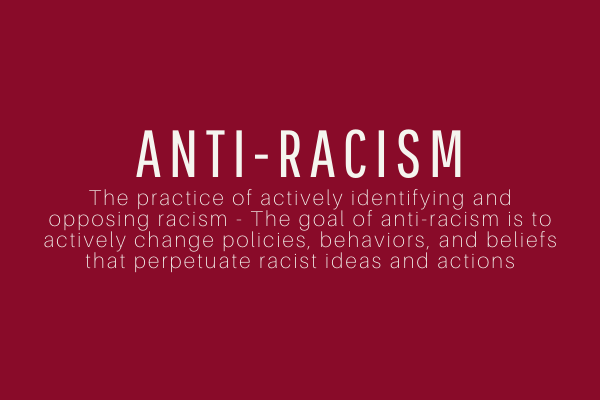 ANTI-RACISM
The practice of actively identifying and
opposing racism - The goal of anti-racism is to
actively change policies, behaviors, and beliefs
that perpetuate racist ideas and actions